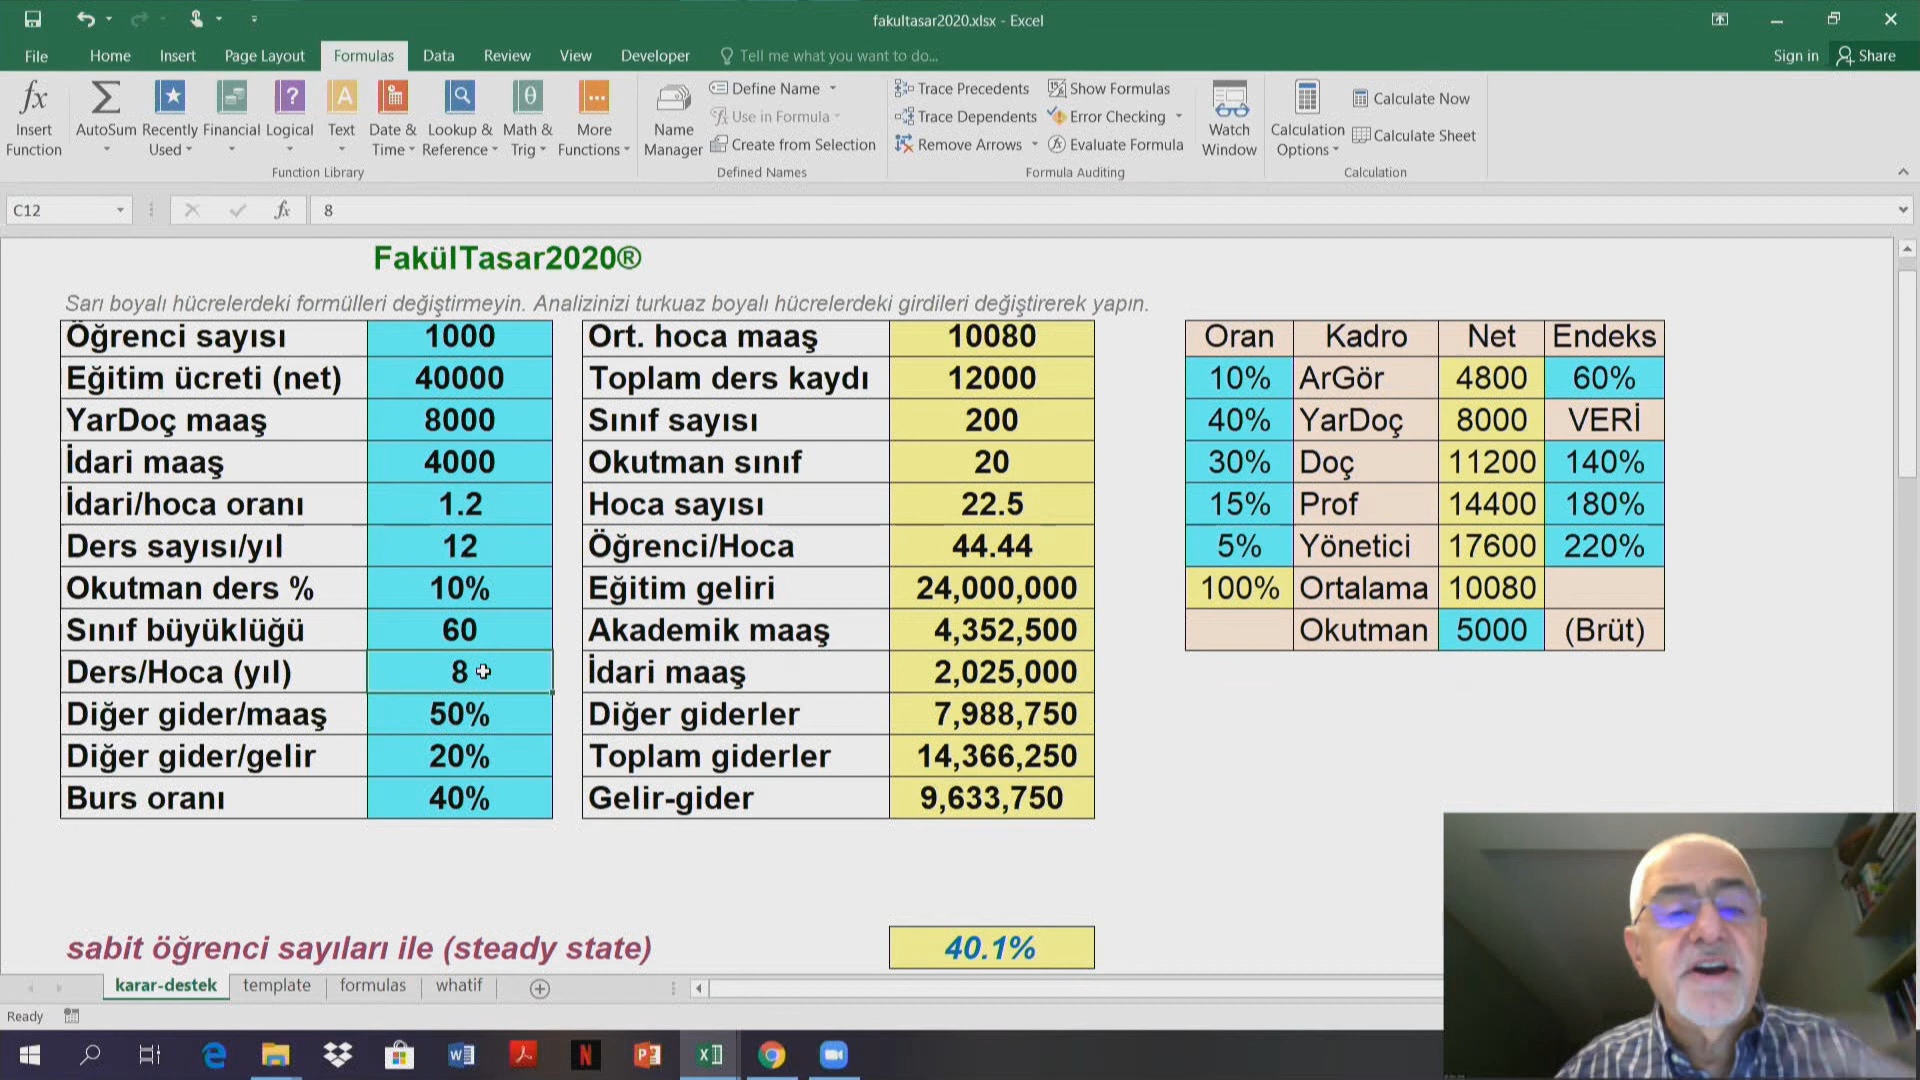 fakultasar2020.xlsx - Excel
File Home Insert Page Layout Formulas Data Review View Developer Tell me what you want to do... Sign in Share
Insert Function
AutoSum
Recently Used
Financial
Logical
Text
Date & Time
Lookup & Reference
Math & Trig
More Functions
Function Library
Name Manager
Define Name
Use in Formula
Create from Selection
Defined Names
Trace Precedents
Trace Dependents
Remove Arrows
Show Formulas
Error Checking
Evaluate Formula
Formula Auditing
Watch Window
Calculation Options
Calculate Now
Calculate Sheet
Calculation
C12 fx 8
FakülTasar2020®
Sarı boyalı hücrelerdeki formülleri değiştirmeyin. Analizinizi turkuaz boyalı hücrelerdeki girdileri değiştirerek yapın.
Öğrenci sayısı 1000
Eğitim ücreti (net) 40000
YarDoç maaş 8000
İdari maaş 4000
İdari/hoca oranı 1.2
Ders sayısı/yıl 12
Okutman ders % 10%
Sınıf büyüklüğü 60
Ders/Hoca (yıl) 8
Diğer gider/maaş 50%
Diğer gider/gelir 20%
Burs oranı 40%
Ort. hoca maaş 10080
Toplam ders kaydı 12000
Sınıf sayısı 200
Okutman sınıf 20
Hoca sayısı 22.5
Öğrenci/Hoca 44.44
Eğitim geliri 24,000,000
Akademik maaş 4,352,500
İdari maaş 2,025,000
Diğer giderler 7,988,750
Toplam giderler 14,366,250
Gelir-gider 9,633,750
Oran Kadro Net Endeks
10% ArGör 4800 60%
40% YarDoç 8000 VERİ
30% Doç 11200 140%
15% Prof 14400 180%
5% Yönetici 17600 220%
100% Ortalama 10080
Okutman 5000 (Brüt)
sabit öğrenci sayıları ile (steady state) 40.1%
karar-destek template formulas whatif
Ready